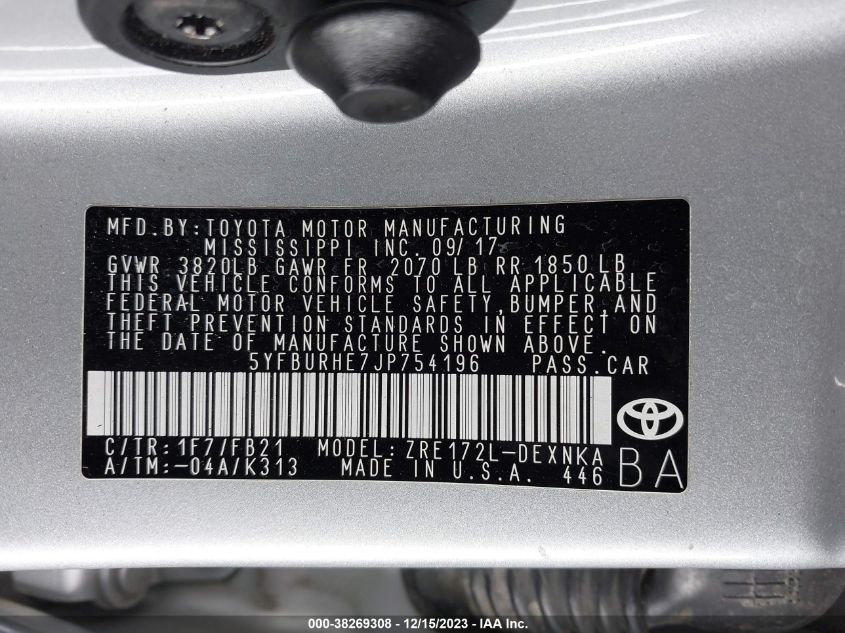 MFD.BY:TOYOTA MOTOR MANUFACTURING
MISSISSIPPI INC. 09/17
GVWR 3820LB GAWR FR 2070 LB RR 1850 LB
THIS VEHICLE CONFORMS TO ALL APPLICABLE
FEDERAL MOTOR VEHICLE SAFETY,BUMPER,AND
THEFT PREVENTION STANDARDS IN EFFECT ON
THE DATE OF MANUFACTURE SHOWN ABOVE.
5YFBURHE7JP754196 PASS.CAR
C/TR:1F7/FB21 MODEL:ZRE172L-DEXNKA
A/TM:-04A/K313 MADE IN U.S.A. 446 BA
000-38269308 - 12/15/2023 - IAA Inc.